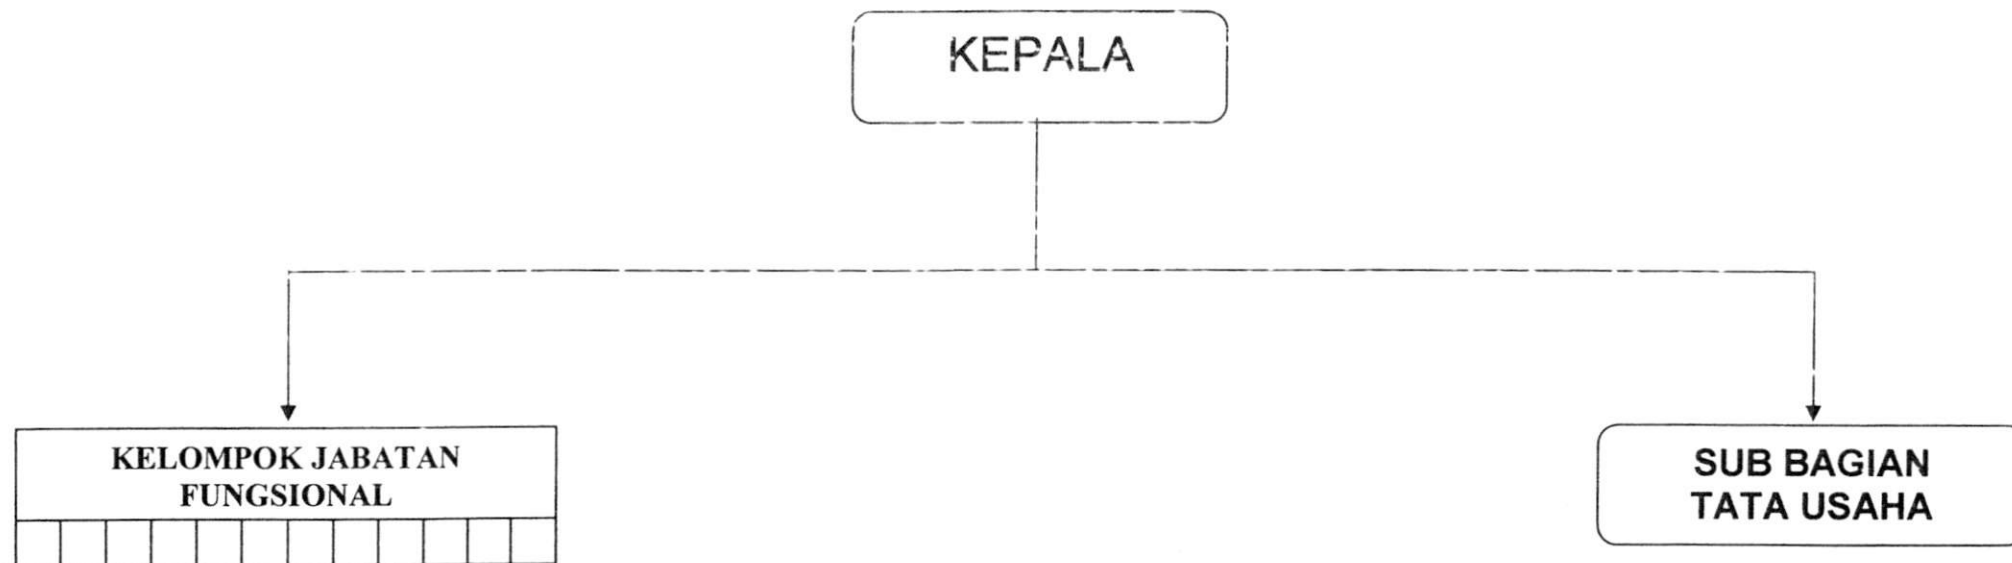 KEPALA
KELOMPOK JABATAN
FUNGSIONAL
SUB BAGIAN
TATA USAHA